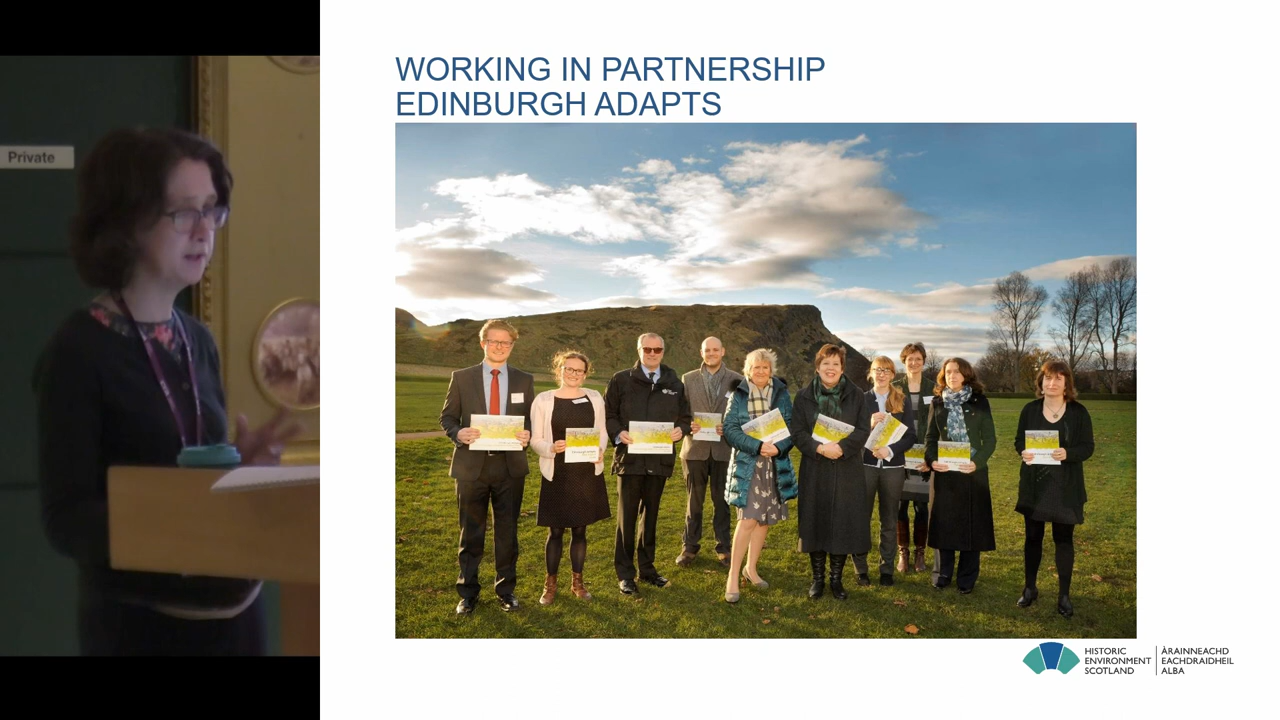 Private
WORKING IN PARTNERSHIP
EDINBURGH ADAPTS
HISTORIC
ENVIRONMENT
SCOTLAND
ÀRAINNEACHD
EACHDRAIDHEIL
ALBA